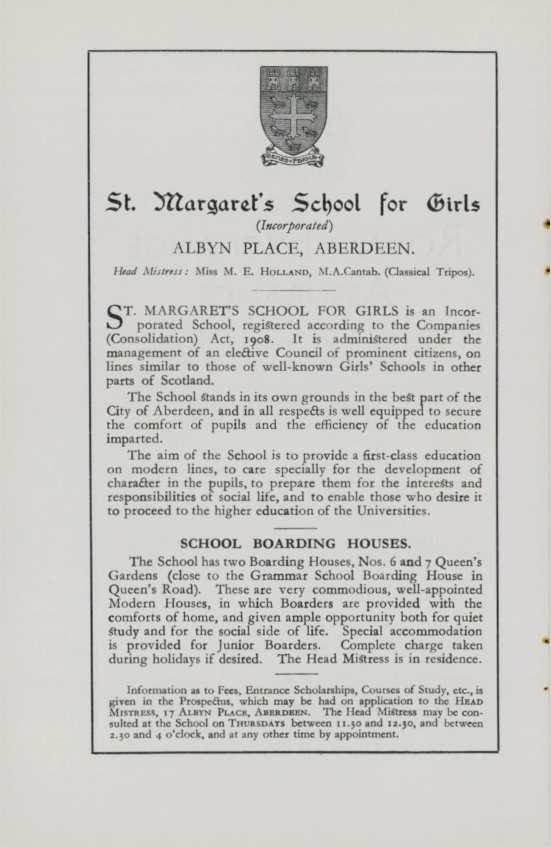 St. Margaret's School for Girls
(Incorporated)
ALBYN PLACE, ABERDEEN.
Head Mistress: Miss M. E. HOLLAND, M.A.Cantab. (Classical Tripos).
ST. MARGARET'S SCHOOL FOR GIRLS is an Incor-
porated School, registered according to the Companies
(Consolidation) Act, 1908. It is administered under the
management of an elective Council of prominent citizens, on
lines similar to those of well-known Girls' Schools in other
parts of Scotland.
The School stands in its own grounds in the best part of the
City of Aberdeen, and in all respects is well equipped to secure
the comfort of pupils and the efficiency of the education
imparted.
The aim of the School is to provide a first-class education
on modern lines, to care specially for the development of
character in the pupils, to prepare them for the interests and
responsibilities of social life, and to enable those who desire it
to proceed to the higher education of the Universities.
SCHOOL BOARDING HOUSES.
The School has two Boarding Houses, Nos. 6 and 7 Queen's
Gardens (close to the Grammar School Boarding House in
Queen's Road). These are very commodious, well-appointed
Modern Houses, in which Boarders are provided with the
comforts of home, and given ample opportunity both for quiet
study and for the social side of life. Special accommodation
is provided for Junior Boarders. Complete charge taken
during holidays if desired. The Head Mistress is in residence.
Information as to Fees, Entrance Scholarships, Courses of Study, etc., is
given in the Prospectus, which may be had on application to the HEAD
MISTRESS, 17 ALBYN PLACE, ABERDEEN. The Head Mistress may be con-
sulted at the School on THURSDAYS between 11.30 and 12.30, and between
2.30 and 4 o'clock, and at any other time by appointment.